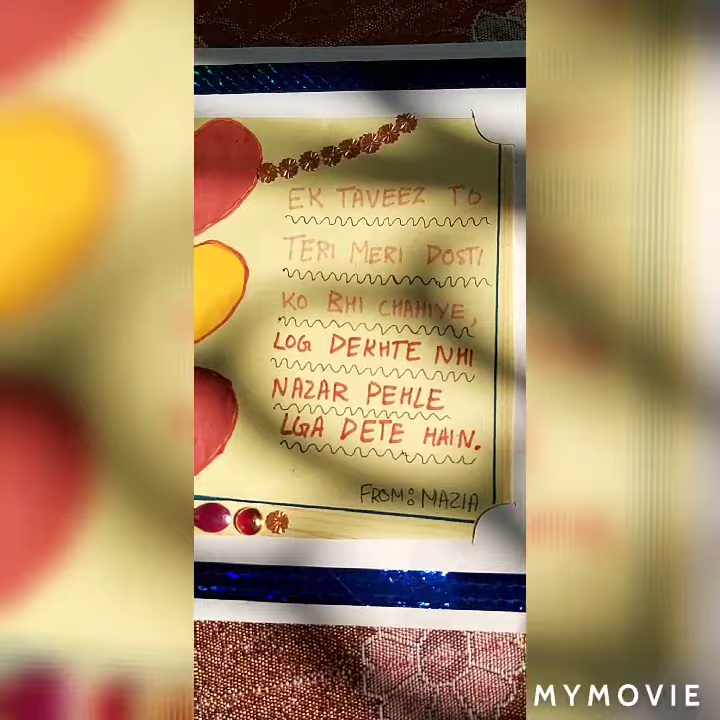 EK TAVEEZ TO
TERI MERI DOSTI
KO BHI CHAHIYE,
LOG DEKHTE NHI
NAZAR PEHLE
LGA DETE HAIN.
FROM: MAZIA
MYMOVIE